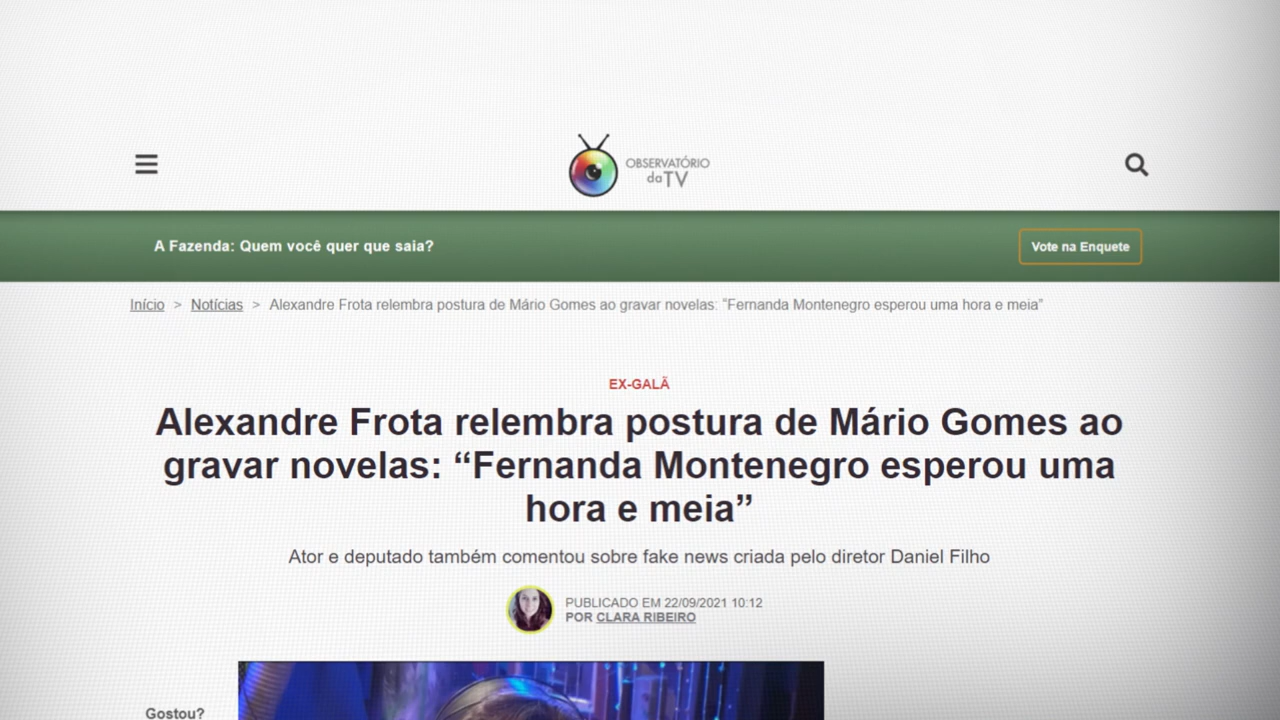 OBSERVATÓRIO
da TV
A Fazenda: Quem você quer que saia?
Vote na Enquete
Início > Notícias > Alexandre Frota relembra postura de Mário Gomes ao gravar novelas: “Fernanda Montenegro esperou uma hora e meia”
EX-GALÃ
Alexandre Frota relembra postura de Mário Gomes ao
gravar novelas: “Fernanda Montenegro esperou uma
hora e meia”
Ator e deputado também comentou sobre fake news criada pelo diretor Daniel Filho
PUBLICADO EM 22/09/2021 10:12
POR CLARA RIBEIRO
Gostou?